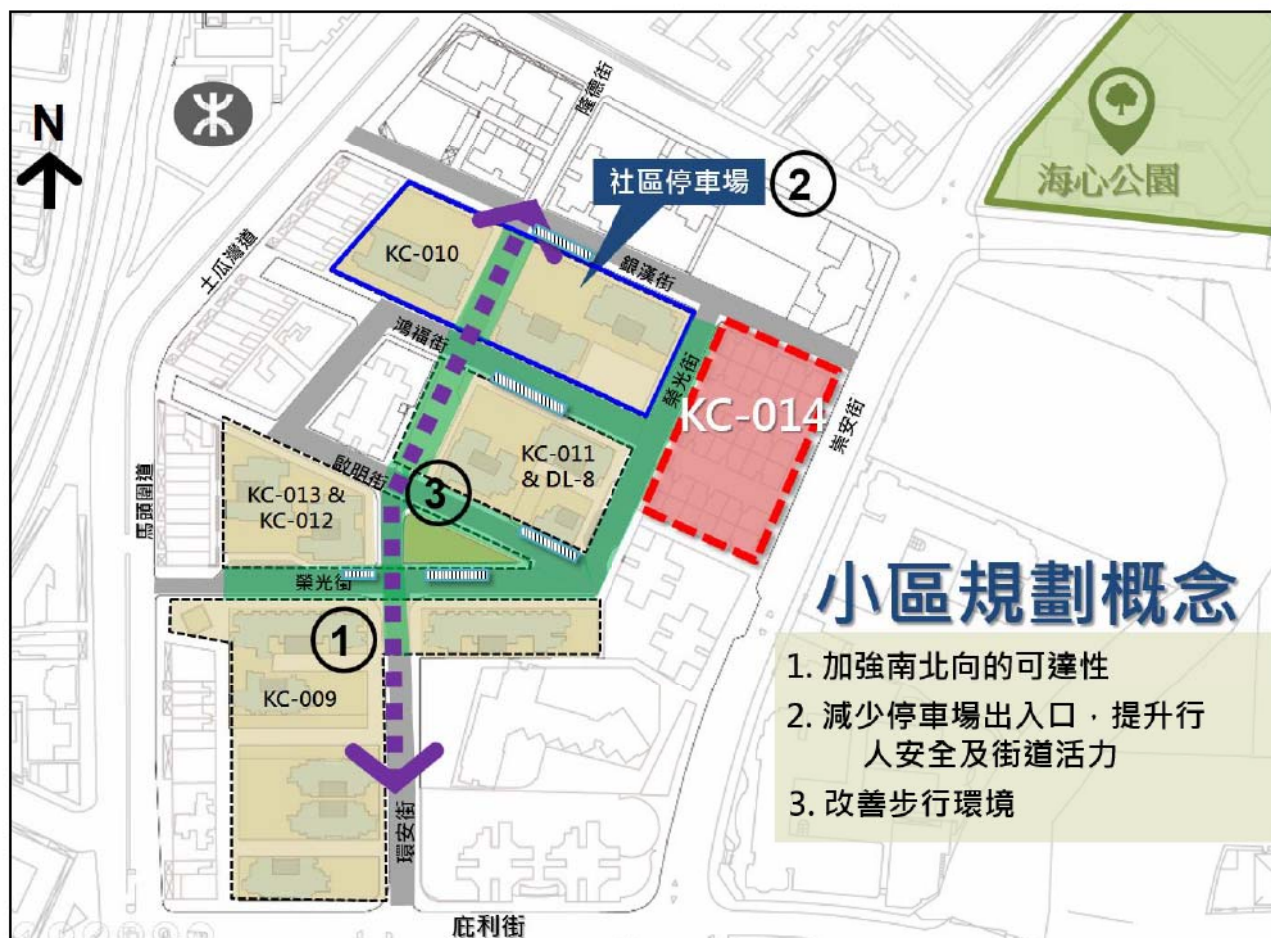 N
隆德街
海心公園
社區停車場
2
KC-010
土瓜灣道
銀漢街
鴻福街
榮光街
KC-014
崇安街
KC-011
& DL-8
啟明街
3
KC-013 &
KC-012
馬頭圍道
榮光街
1
KC-009
環安街
庇利街
小區規劃概念
1. 加強南北向的可達性
2. 減少停車場出入口，提升行
人安全及街道活力
3. 改善步行環境